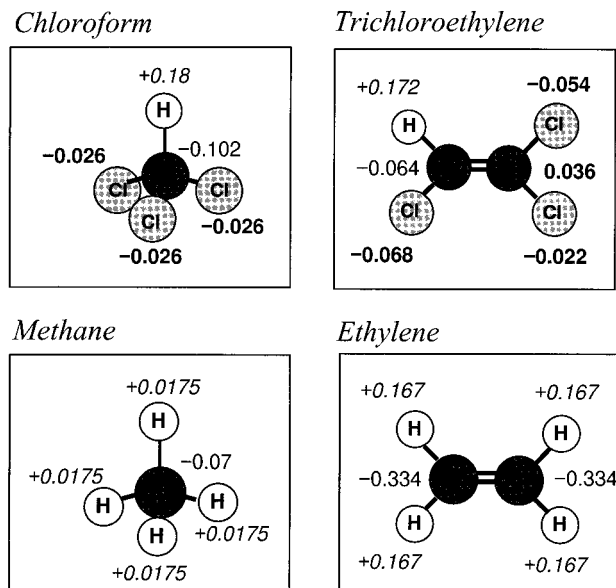 Chloroform
+0.18
H
−0.102
−0.026
Cl
Cl
Cl
−0.026
−0.026
Trichloroethylene
−0.054
+0.172
H
Cl
−0.064
0.036
Cl
Cl
−0.068
−0.022
Methane
+0.0175
H
−0.07
+0.0175
H
H
H
+0.0175
+0.0175
Ethylene
+0.167
+0.167
H
H
−0.334
−0.334
H
H
+0.167
+0.167